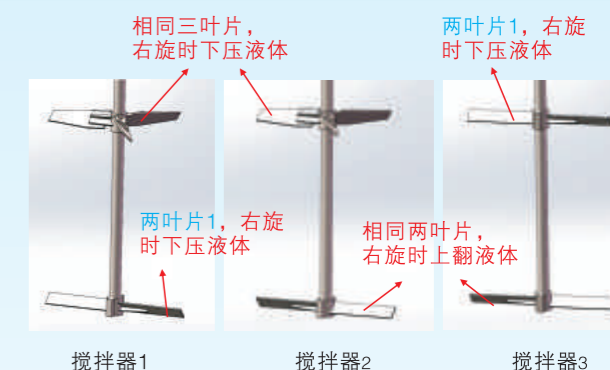 相同三叶片，
右旋时下压液体
两叶片1，右旋
时下压液体
两叶片1，右旋
时下压液体
相同两叶片，
右旋时上翻液体
搅拌器1
搅拌器2
搅拌器3